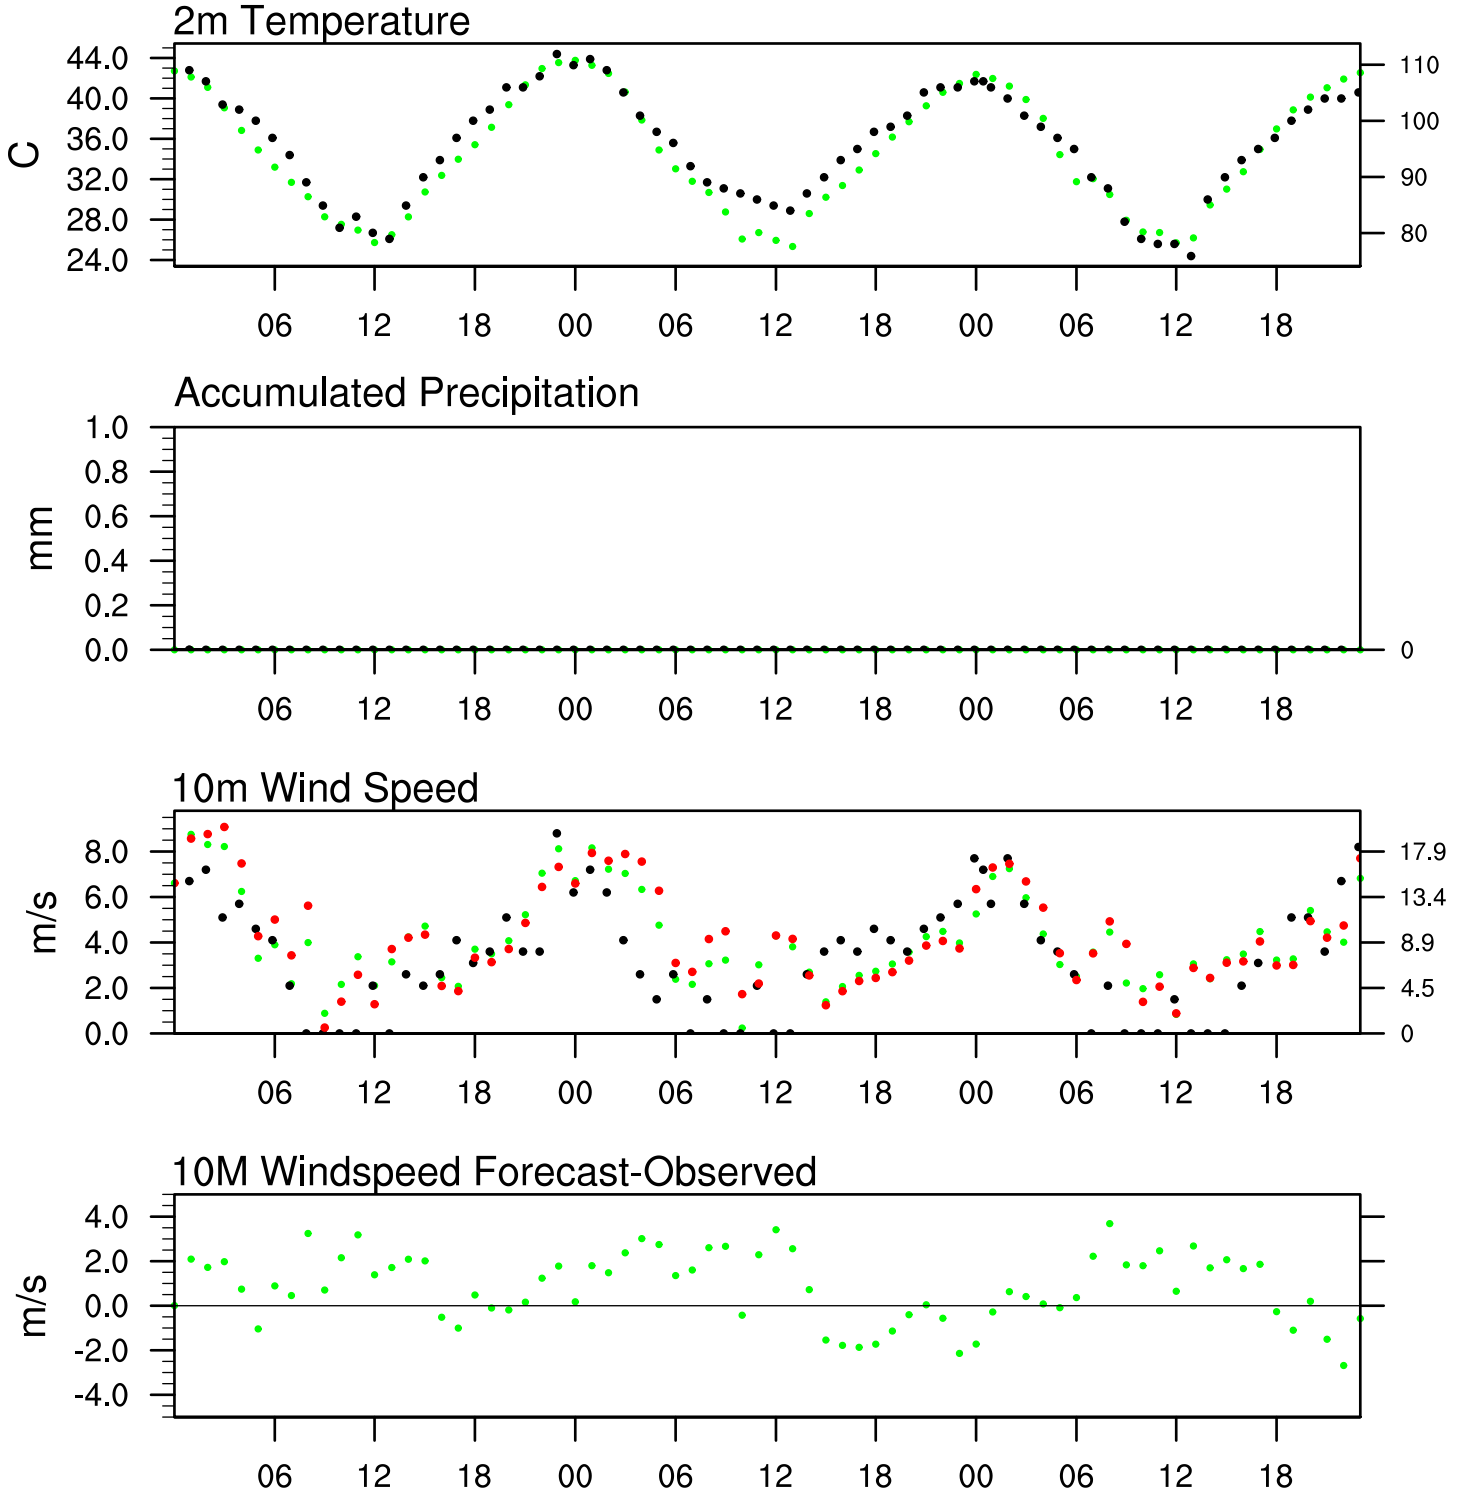 2m Temperature
44.0
40.0
36.0
32.0
28.0
24.0
C
110
100
90
80
06 12 18 00 06 12 18 00 06 12 18
Accumulated Precipitation
1.0
0.8
0.6
0.4
0.2
0.0
mm
0
06 12 18 00 06 12 18 00 06 12 18
10m Wind Speed
8.0
6.0
4.0
2.0
0.0
m/s
17.9
13.4
8.9
4.5
0
06 12 18 00 06 12 18 00 06 12 18
10M Windspeed Forecast-Observed
4.0
2.0
0.0
-2.0
-4.0
m/s
06 12 18 00 06 12 18 00 06 12 18